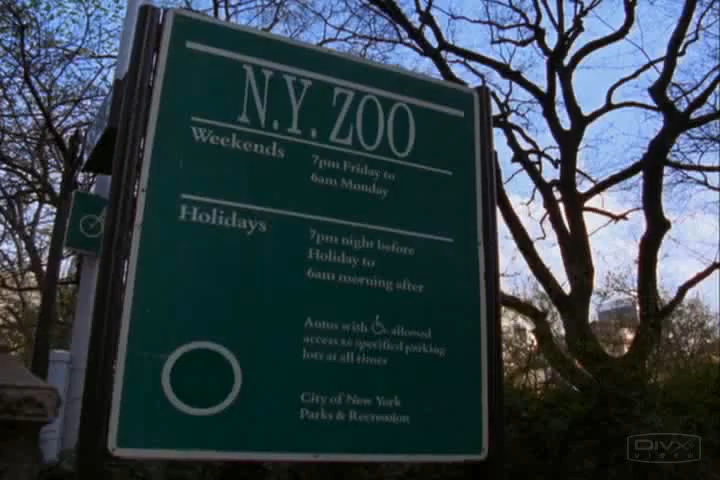 N.Y. ZOO
Weekends
7pm Friday to
6am Monday
Holidays
7pm night before
Holiday to
6am morning after
Autos with allowed
access to specified parking
lots at all times
City of New York
Parks & Recreation
DIVX
video